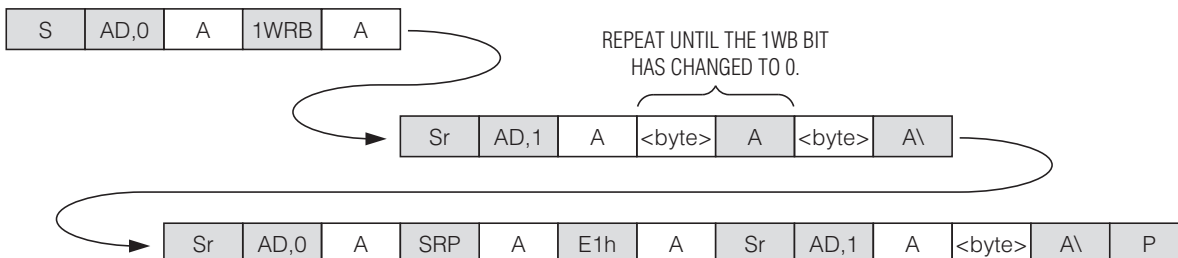 S AD,0 A 1WRB A
REPEAT UNTIL THE 1WB BIT
HAS CHANGED TO 0.
Sr AD,1 A <byte> A <byte> A\
Sr AD,0 A SRP A E1h A Sr AD,1 A <byte> A\ P